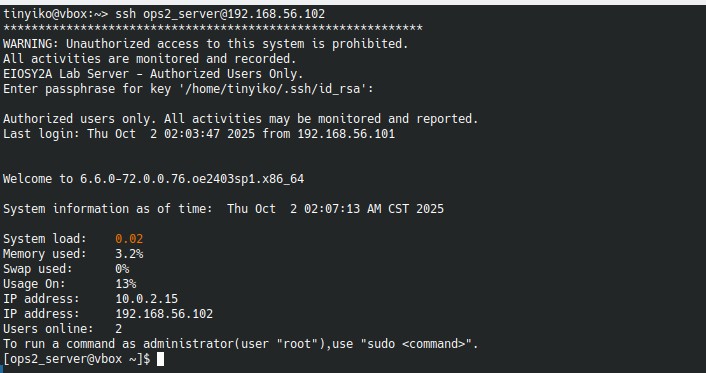 tinyiko@vbox:~> ssh ops2_server@192.168.56.102
************************************************************
WARNING: Unauthorized access to this system is prohibited.
All activities are monitored and recorded.
EIOSY2A Lab Server - Authorized Users Only.
Enter passphrase for key '/home/tinyiko/.ssh/id_rsa':
Authorized users only. All activities may be monitored and reported.
Last login: Thu Oct  2 02:03:47 2025 from 192.168.56.101
Welcome to 6.6.0-72.0.0.76.oe2403sp1.x86_64
System information as of time:  Thu Oct  2 02:07:13 AM CST 2025
System load:    0.02
Memory used:    3.2%
Swap used:      0%
Usage On:       13%
IP address:     10.0.2.15
IP address:     192.168.56.102
Users online:   2
To run a command as administrator(user "root"),use "sudo <command>".
[ops2_server@vbox ~]$